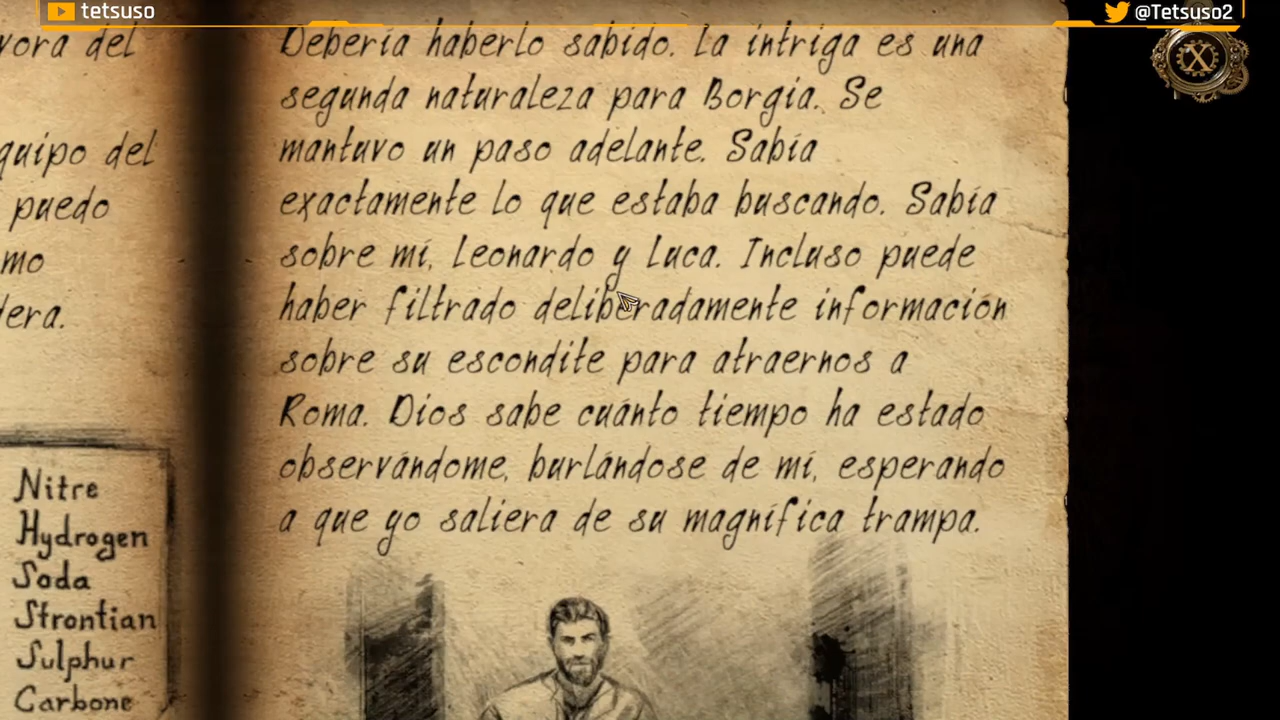 tetsuso
@Tetsuso2
del
quipo del
puedo
mo
dera.
Nitre
Hydrogen
Soda
Strontian
Sulphur
Carbone
Debería haberlo sabido. La intriga es una
segunda naturaleza para Borgia. Se
mantuvo un paso adelante. Sabía
exactamente lo que estaba buscando. Sabía
sobre mí, Leonardo y Luca. Incluso puede
haber filtrado deliberadamente información
sobre su escondite para atraernos a
Roma. Dios sabe cuánto tiempo ha estado
observándome, burlándose de mí, esperando
a que yo saliera de su magnífica trampa.
X